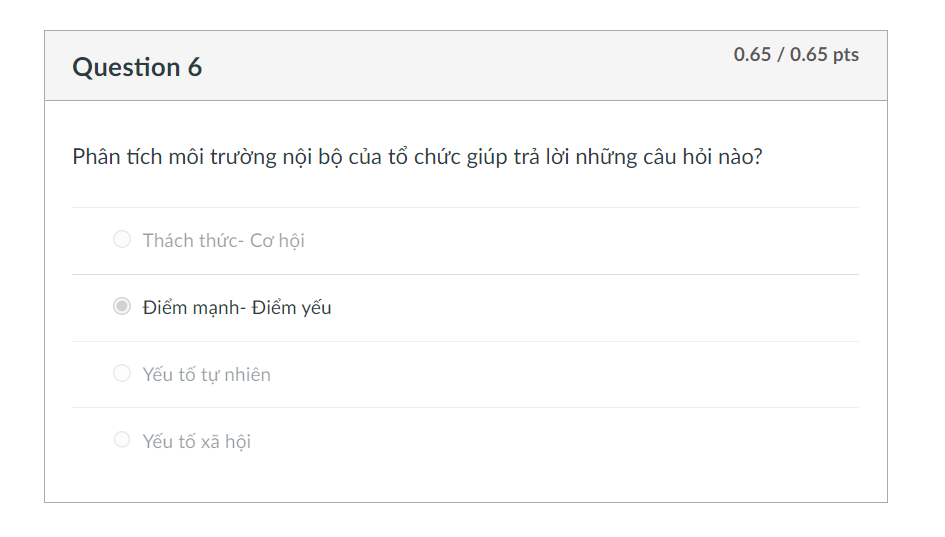 Question 6
0.65 / 0.65 pts
Phân tích môi trường nội bộ của tổ chức giúp trả lời những câu hỏi nào?
Thách thức- Cơ hội
Điểm mạnh- Điểm yếu
Yếu tố tự nhiên
Yếu tố xã hội